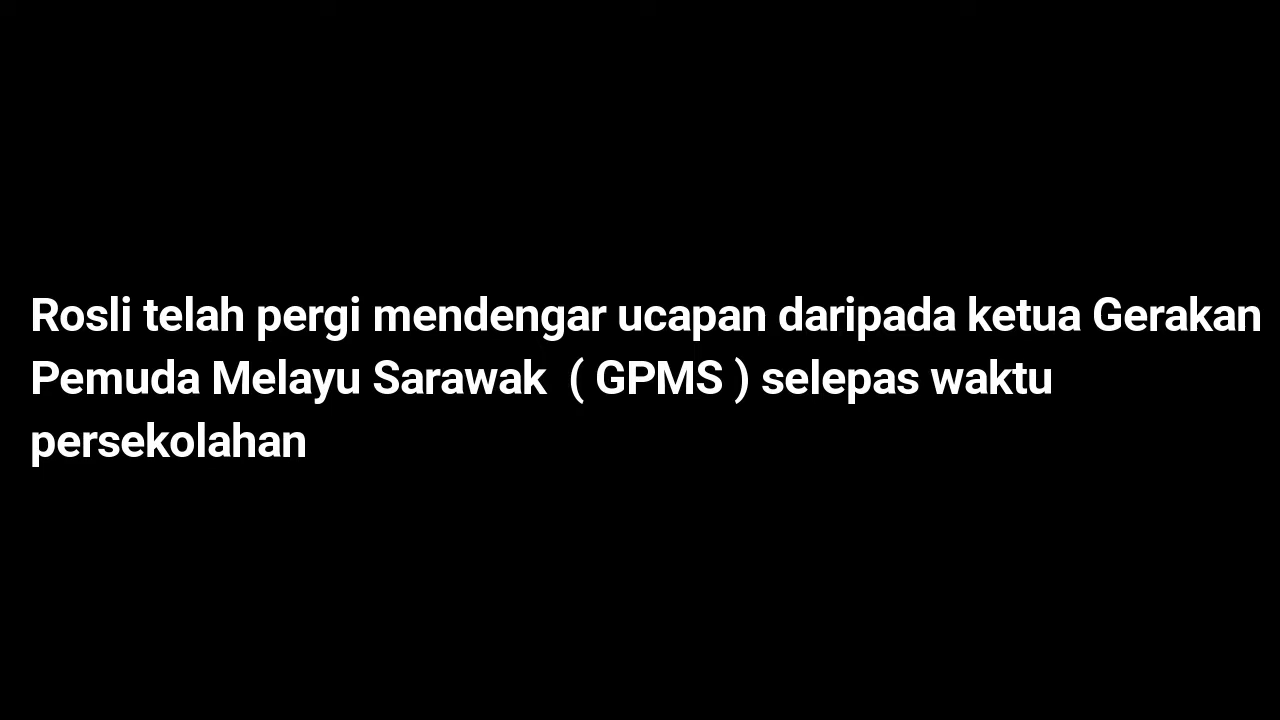 Rosli telah pergi mendengar ucapan daripada ketua Gerakan
Pemuda Melayu Sarawak  ( GPMS ) selepas waktu
persekolahan